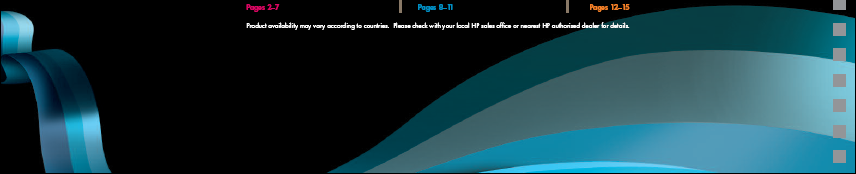 Pages 2–7 Pages 8–11 Pages 12–15
Product availability may vary according to countries. Please check with your local HP sales office or nearest HP authorised dealer for details.